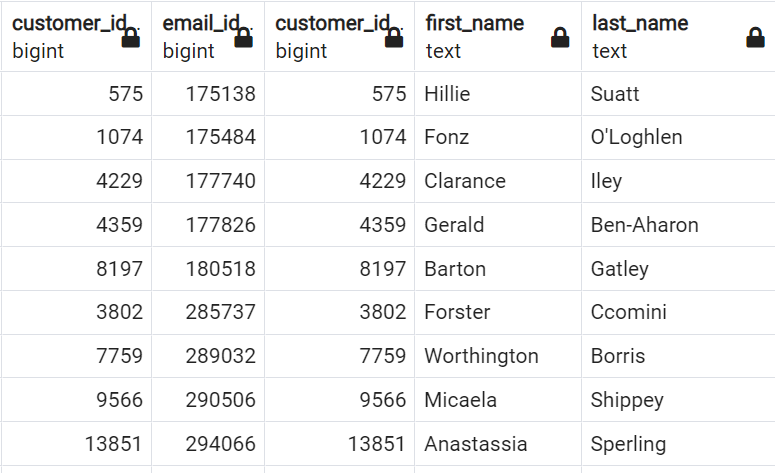 customer_id email_id customer_id first_name last_name
bigint bigint bigint text text
575 175138 575 Hillie Suatt
1074 175484 1074 Fonz O'Loghlen
4229 177740 4229 Clarance Iley
4359 177826 4359 Gerald Ben-Aharon
8197 180518 8197 Barton Gatley
3802 285737 3802 Forster Ccomini
7759 289032 7759 Worthington Borris
9566 290506 9566 Micaela Shippey
13851 294066 13851 Anastassia Sperling